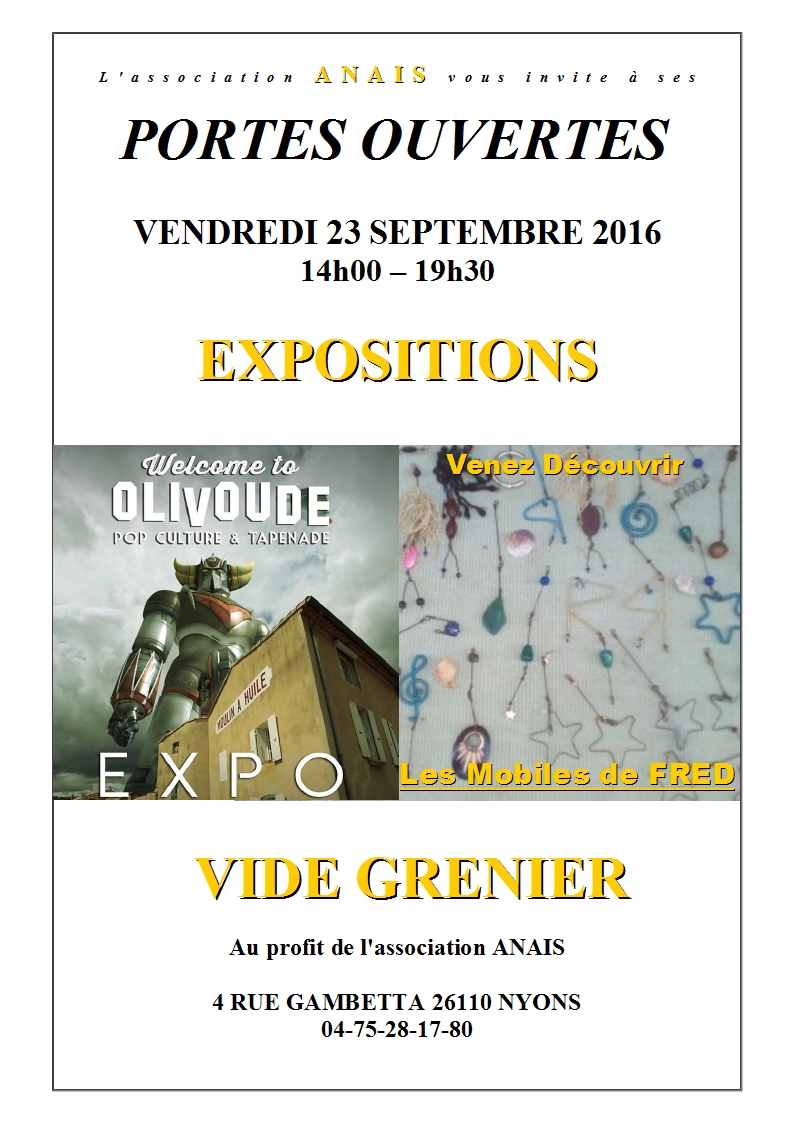 L'association ANAIS vous invite à ses
PORTES OUVERTES
VENDREDI 23 SEPTEMBRE 2016
14h00 – 19h30
EXPOSITIONS
Welcome to
OLIVOUDE
POP CULTURE & TAPENADE
MOULIN A HUILE
EXPO
Venez Découvrir
Les Mobiles de FRED
VIDE GRENIER
Au profit de l'association ANAIS
4 RUE GAMBETTA 26110 NYONS
04-75-28-17-80